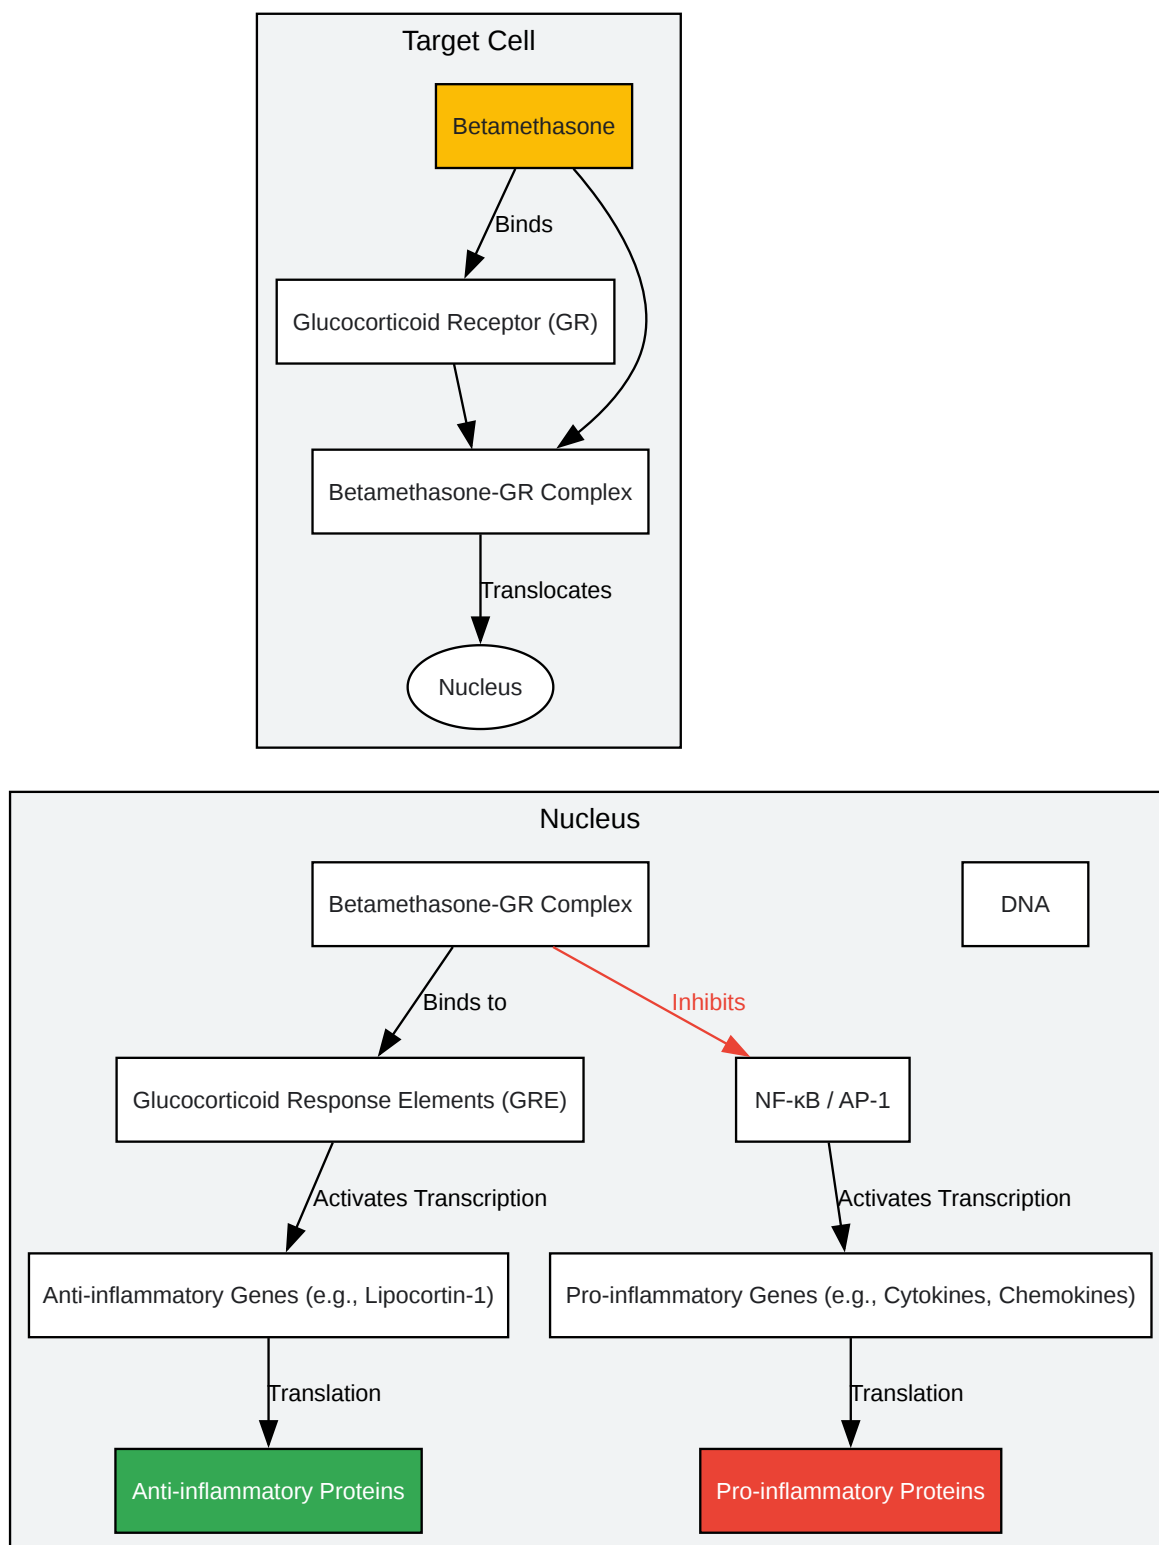 Target Cell
Betamethasone
Binds
Glucocorticoid Receptor (GR)
Betamethasone-GR Complex
Translocates
Nucleus
Nucleus
Betamethasone-GR Complex
DNA
Binds to
Inhibits
Glucocorticoid Response Elements (GRE)
NF-κB / AP-1
Activates Transcription
Activates Transcription
Anti-inflammatory Genes (e.g., Lipocortin-1)
Pro-inflammatory Genes (e.g., Cytokines, Chemokines)
Translation
Translation
Anti-inflammatory Proteins
Pro-inflammatory Proteins